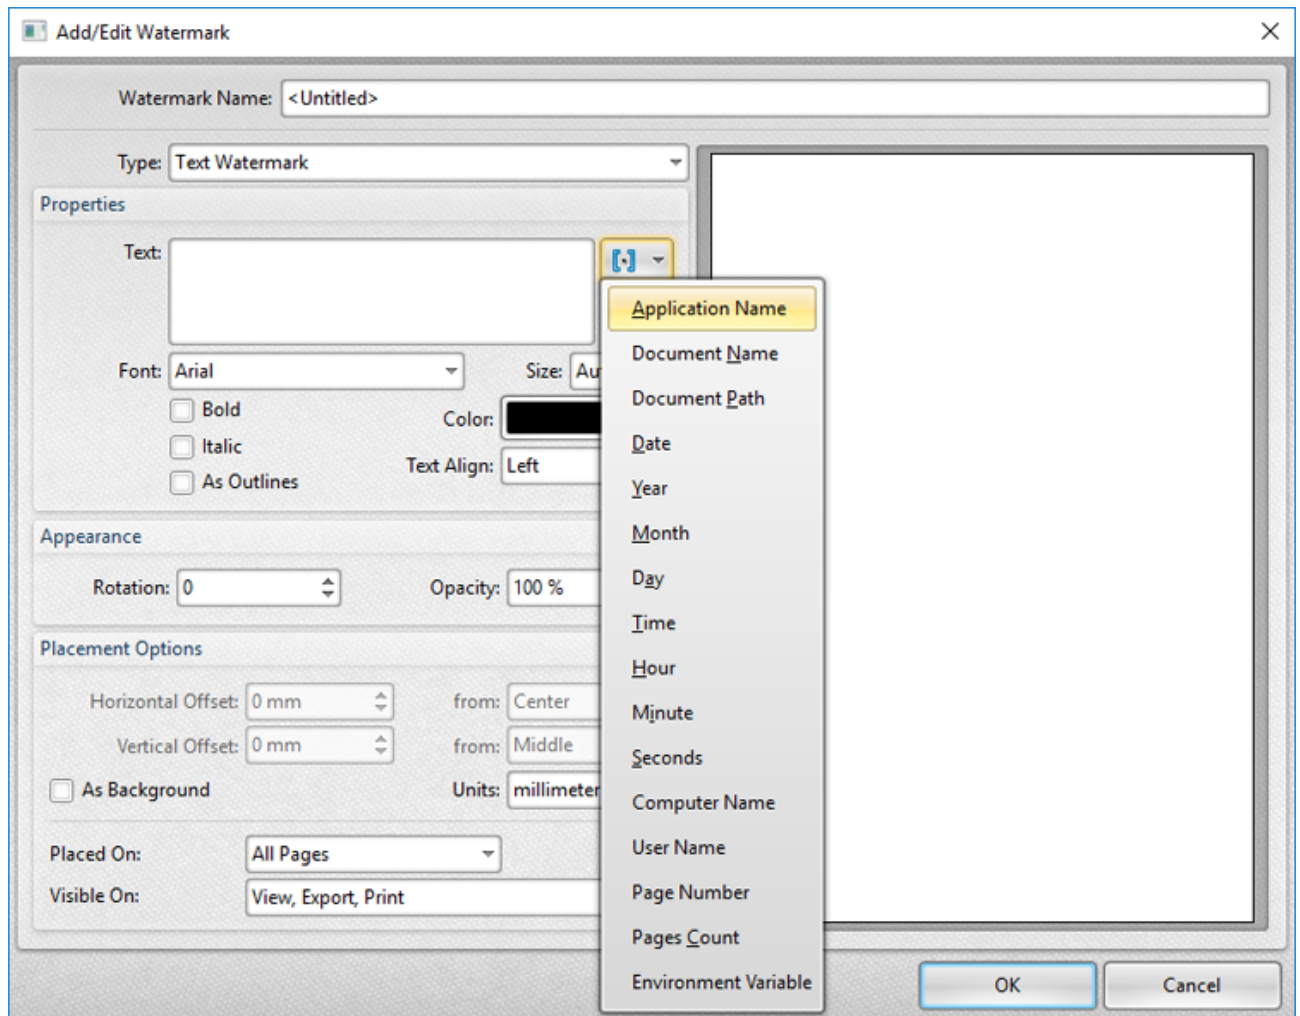 Add/Edit Watermark
Watermark Name: <Untitled>
Type: Text Watermark
Properties
Text:
Font: Arial
Size: Au
Bold
Color:
Italic
Text Align: Left
As Outlines
Appearance
Rotation: 0
Opacity: 100 %
Placement Options
Horizontal Offset: 0 mm
from: Center
Vertical Offset: 0 mm
from: Middle
As Background
Units: millimeter
Placed On: All Pages
Visible On: View, Export, Print
Application Name
Document Name
Document Path
Date
Year
Month
Day
Time
Hour
Minute
Seconds
Computer Name
User Name
Page Number
Pages Count
Environment Variable
OK
Cancel